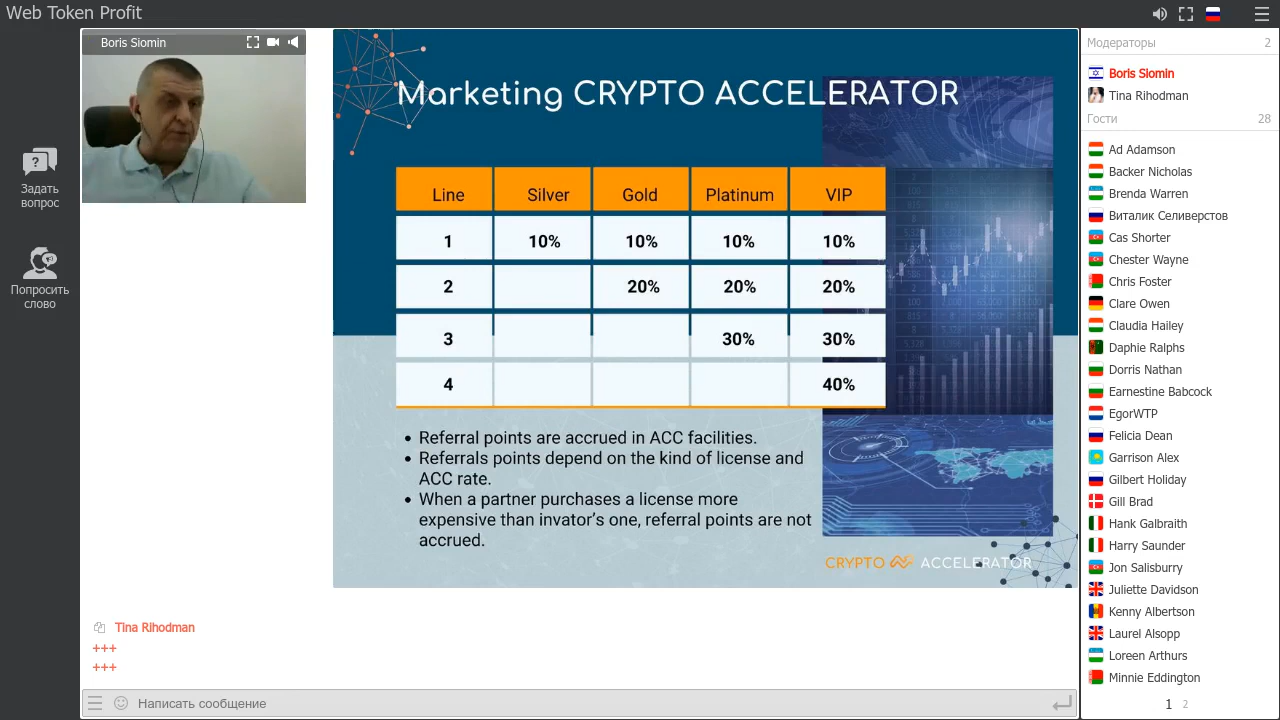 Web Token Profit
Boris Slomin
Задать
вопрос
Попросить
слово
Marketing CRYPTO ACCELERATOR
Line Silver Gold Platinum VIP
1 10% 10% 10% 10%
2 20% 20% 20%
3 30% 30%
4 40%
• Referral points are accrued in ACC facilities.
• Referrals points depend on the kind of license and
ACC rate.
• When a partner purchases a license more
expensive than invator's one, referral points are not
accrued.
CRYPTO ACCELERATOR
Tina Rihodman
+++
+++
Написать сообщение
Модераторы 2
Boris Slomin
Tina Rihodman
Гости 28
Ad Adamson
Backer Nicholas
Brenda Warren
Виталик Селиверстов
Cas Shorter
Chester Wayne
Chris Foster
Clare Owen
Claudia Hailey
Daphie Ralphs
Dorris Nathan
Earnestine Babcock
EgorWTP
Felicia Dean
Garrison Alex
Gilbert Holiday
Gill Brad
Hank Galbraith
Harry Saunder
Jon Salisburry
Juliette Davidson
Kenny Albertson
Laurel Alsopp
Loreen Arthurs
Minnie Eddington
1 2